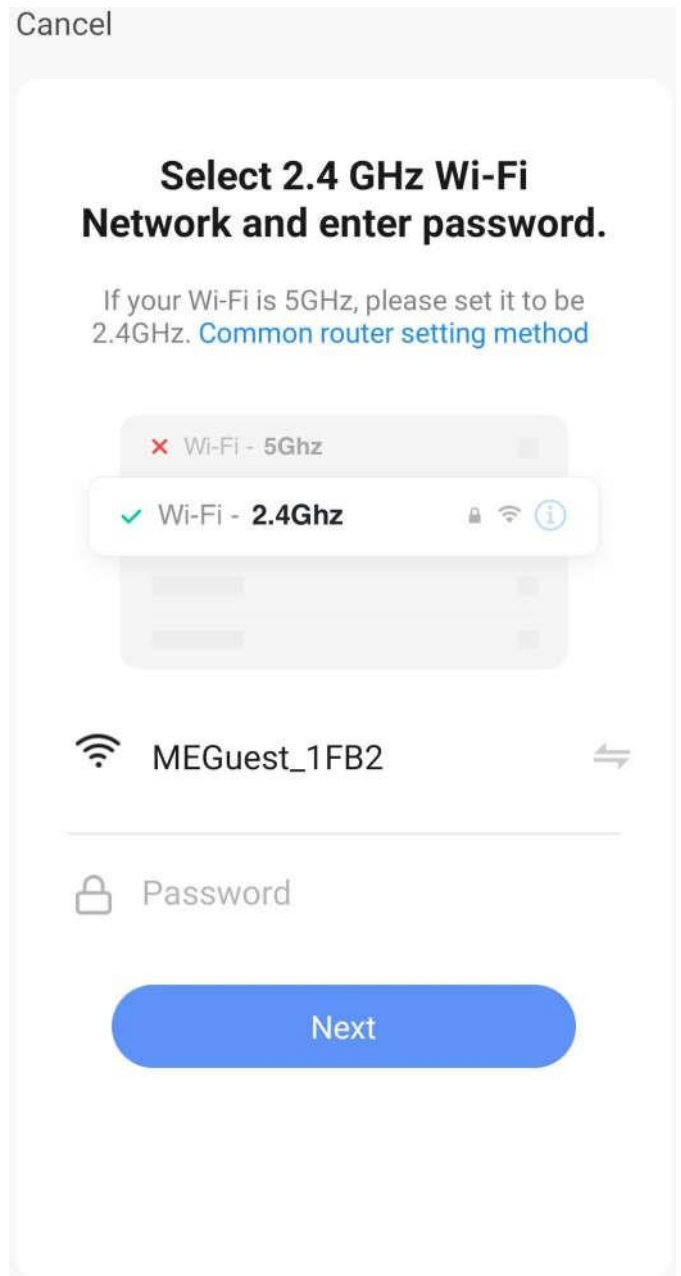 Cancel
Select 2.4 GHz Wi-Fi
Network and enter password.
If your Wi-Fi is 5GHz, please set it to be
2.4GHz. Common router setting method
Wi-Fi - 5Ghz
Wi-Fi - 2.4Ghz
MEGuest_1FB2
Password
Next